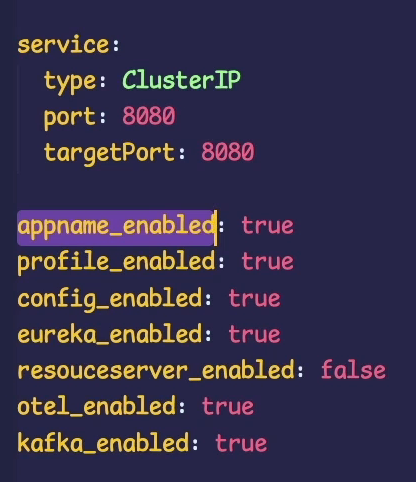 service:
  type: ClusterIP
  port: 8080
  targetPort: 8080
appname_enabled: true
profile_enabled: true
config_enabled: true
eureka_enabled: true
resouceserver_enabled: false
otel_enabled: true
kafka_enabled: true